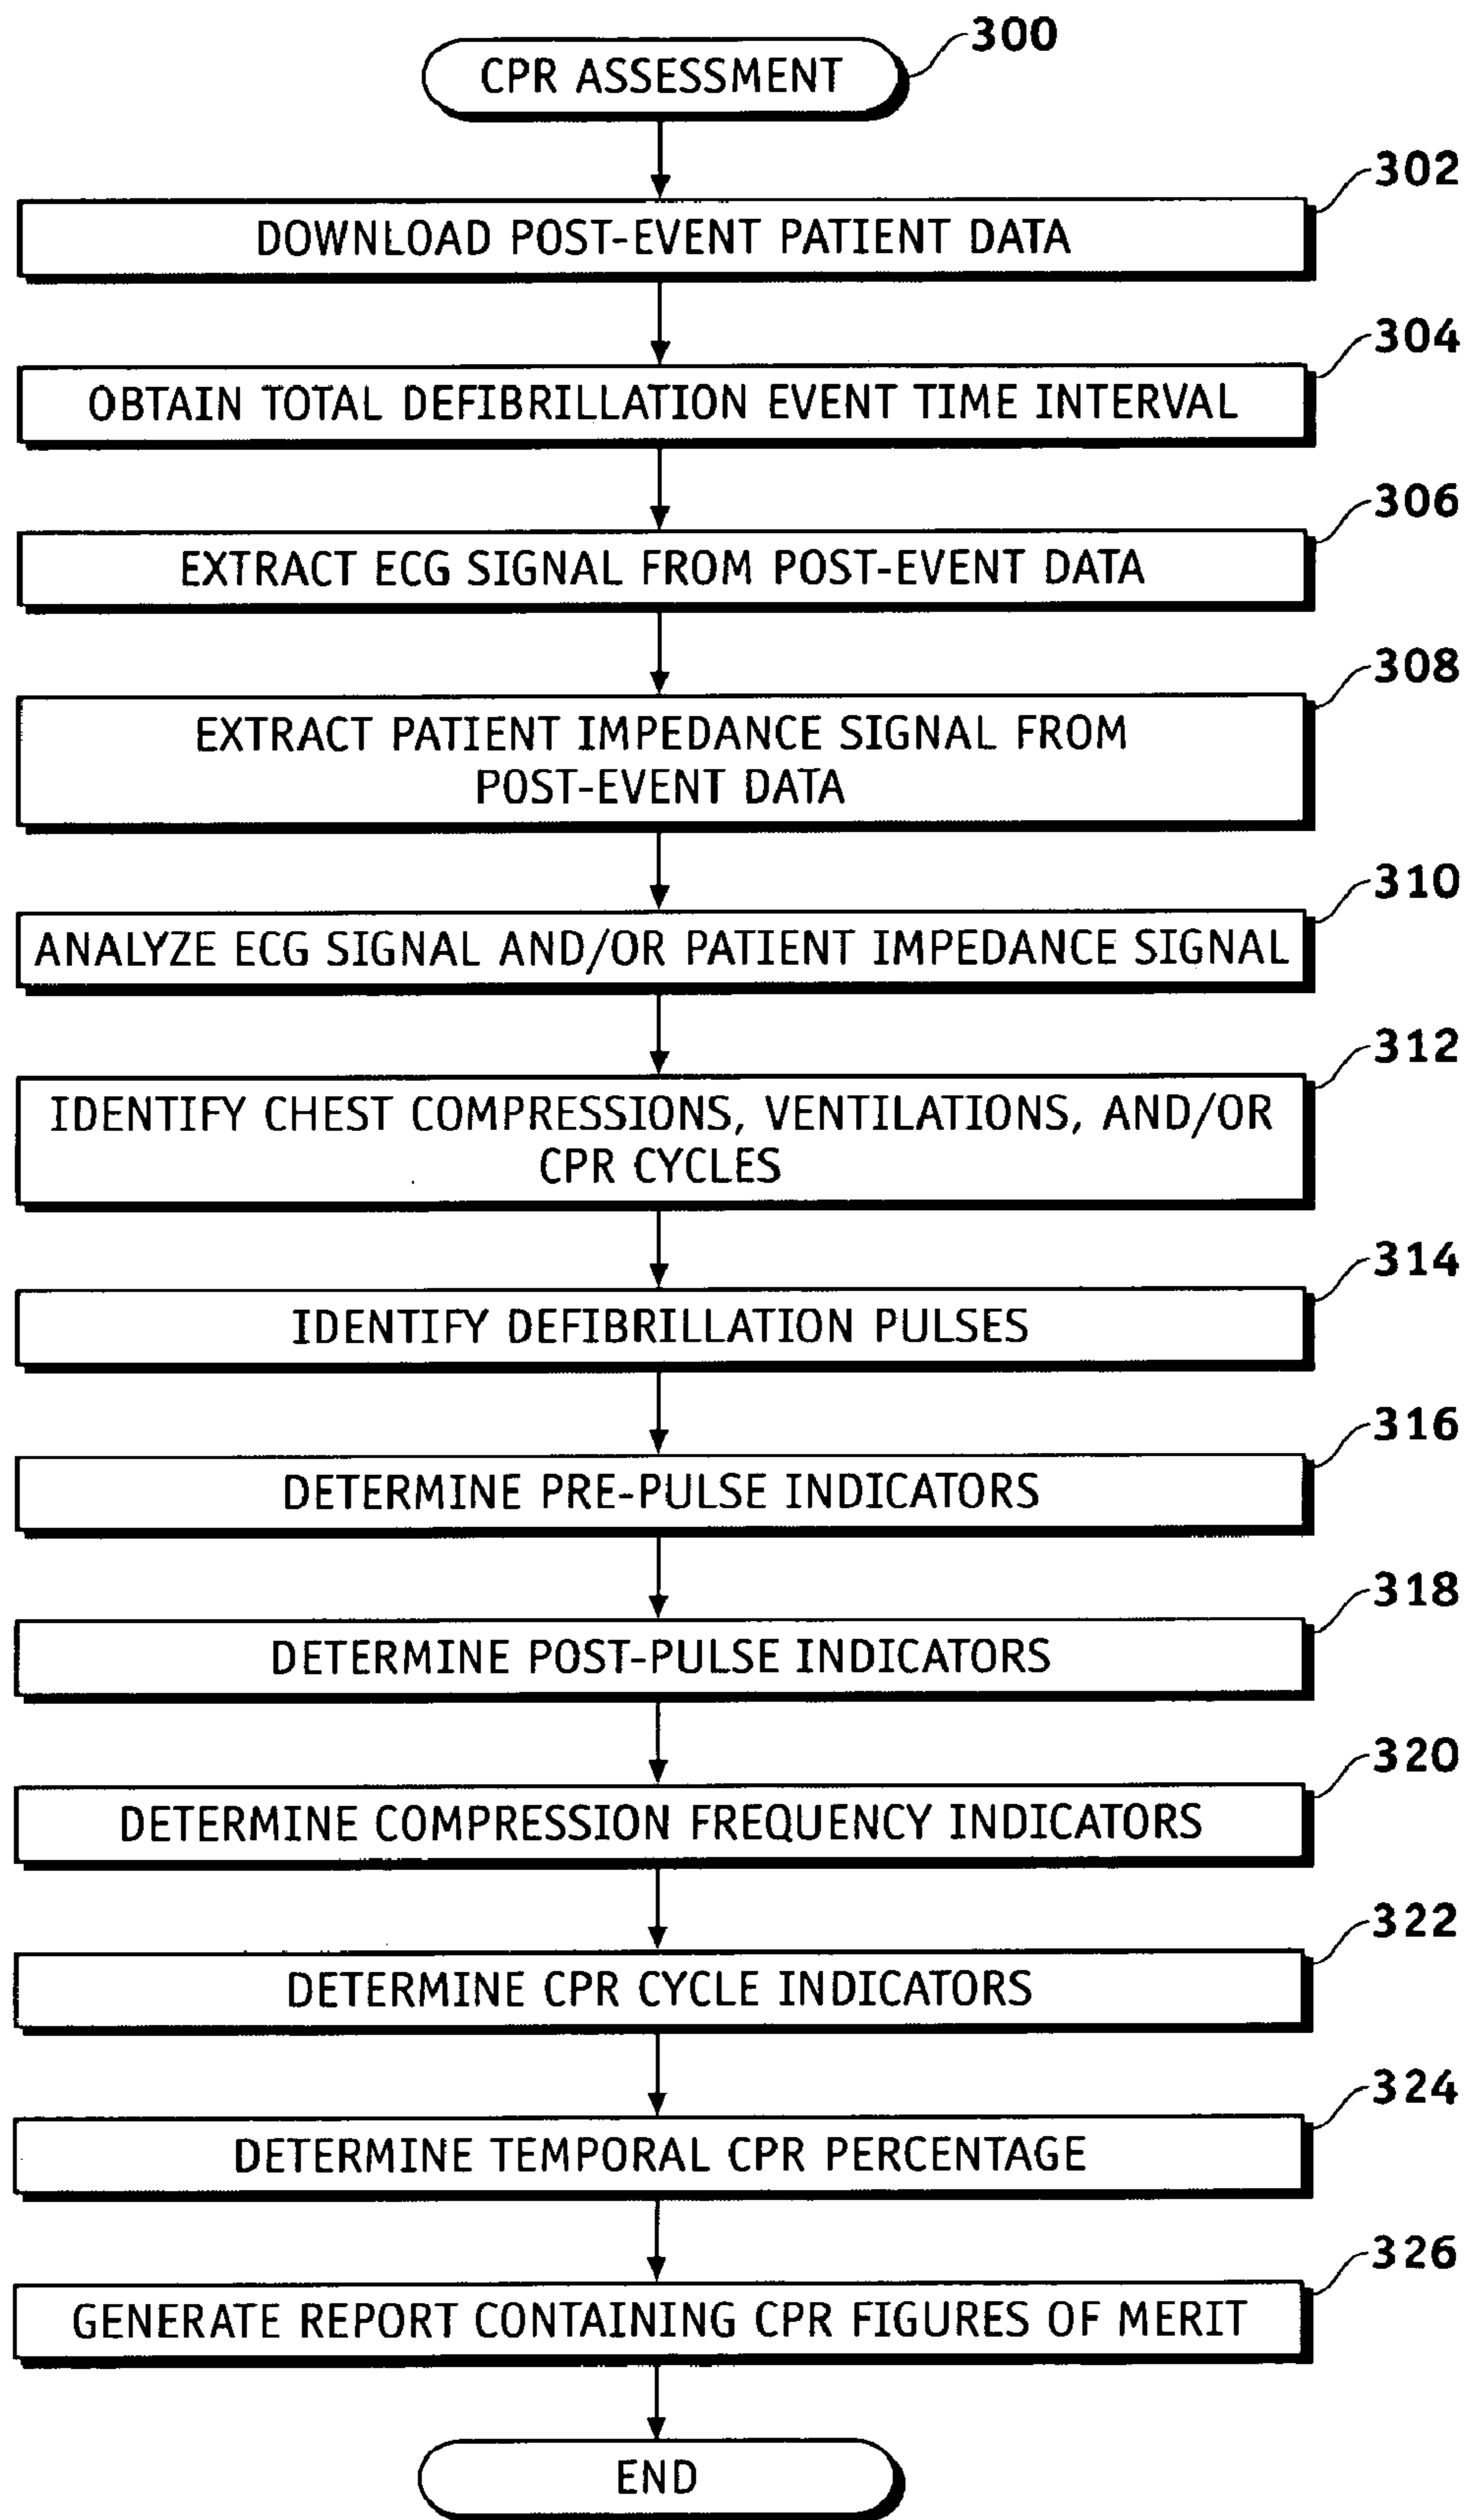 300
CPR ASSESSMENT
302
DOWNLOAD POST-EVENT PATIENT DATA
304
OBTAIN TOTAL DEFIBRILLATION EVENT TIME INTERVAL
306
EXTRACT ECG SIGNAL FROM POST-EVENT DATA
308
EXTRACT PATIENT IMPEDANCE SIGNAL FROM
POST-EVENT DATA
310
ANALYZE ECG SIGNAL AND/OR PATIENT IMPEDANCE SIGNAL
312
IDENTIFY CHEST COMPRESSIONS, VENTILATIONS, AND/OR
CPR CYCLES
314
IDENTIFY DEFIBRILLATION PULSES
316
DETERMINE PRE-PULSE INDICATORS
318
DETERMINE POST-PULSE INDICATORS
320
DETERMINE COMPRESSION FREQUENCY INDICATORS
322
DETERMINE CPR CYCLE INDICATORS
324
DETERMINE TEMPORAL CPR PERCENTAGE
326
GENERATE REPORT CONTAINING CPR FIGURES OF MERIT
END